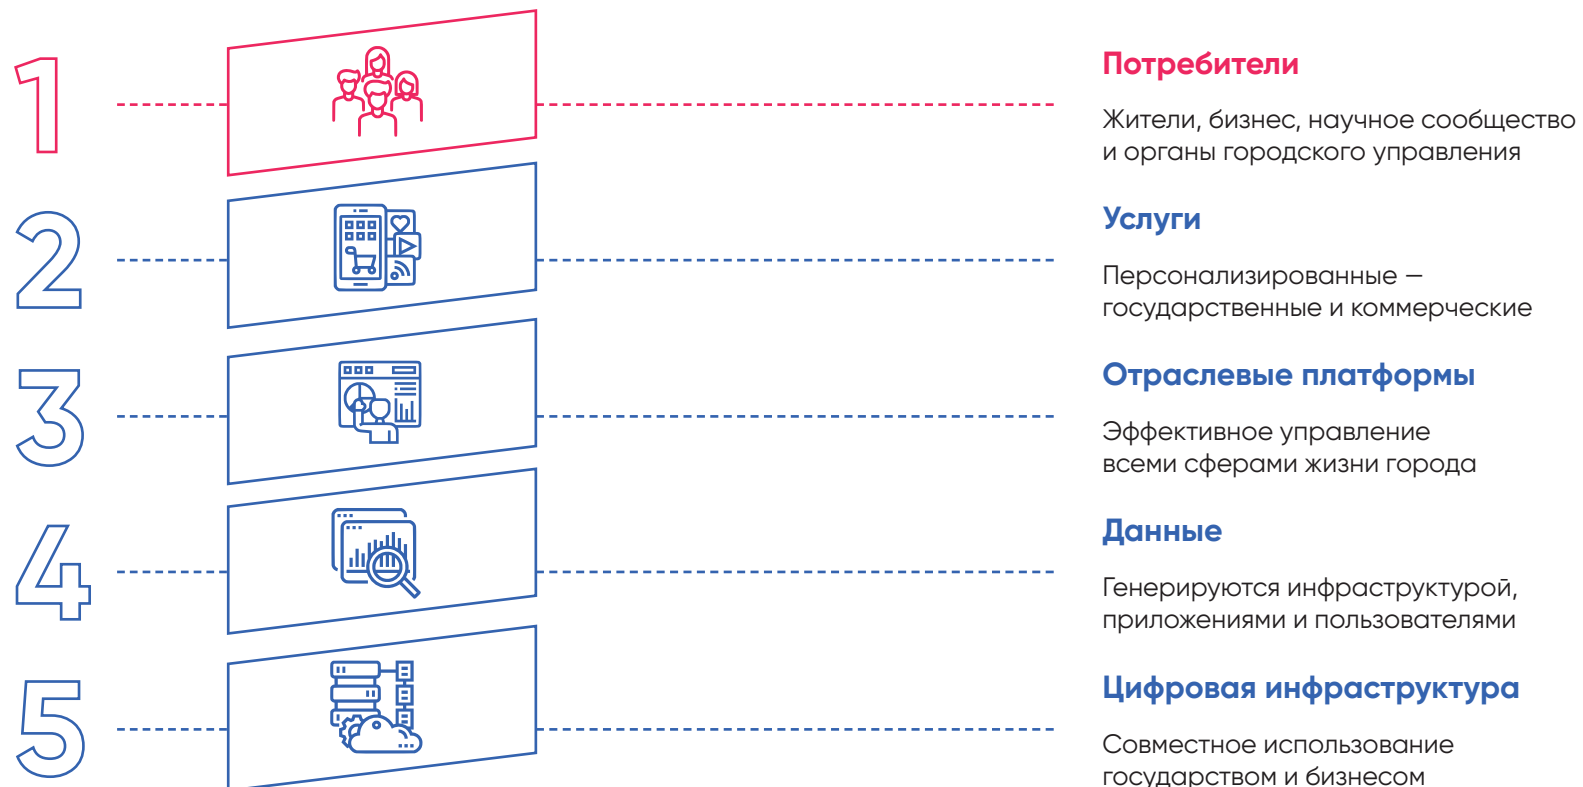 1
Потребители
Жители, бизнес, научное сообщество
и органы городского управления
2
Услуги
Персонализированные —
государственные и коммерческие
3
Отраслевые платформы
Эффективное управление
всеми сферами жизни города
4
Данные
Генерируются инфраструктурой,
приложениями и пользователями
5
Цифровая инфраструктура
Совместное использование
государством и бизнесом